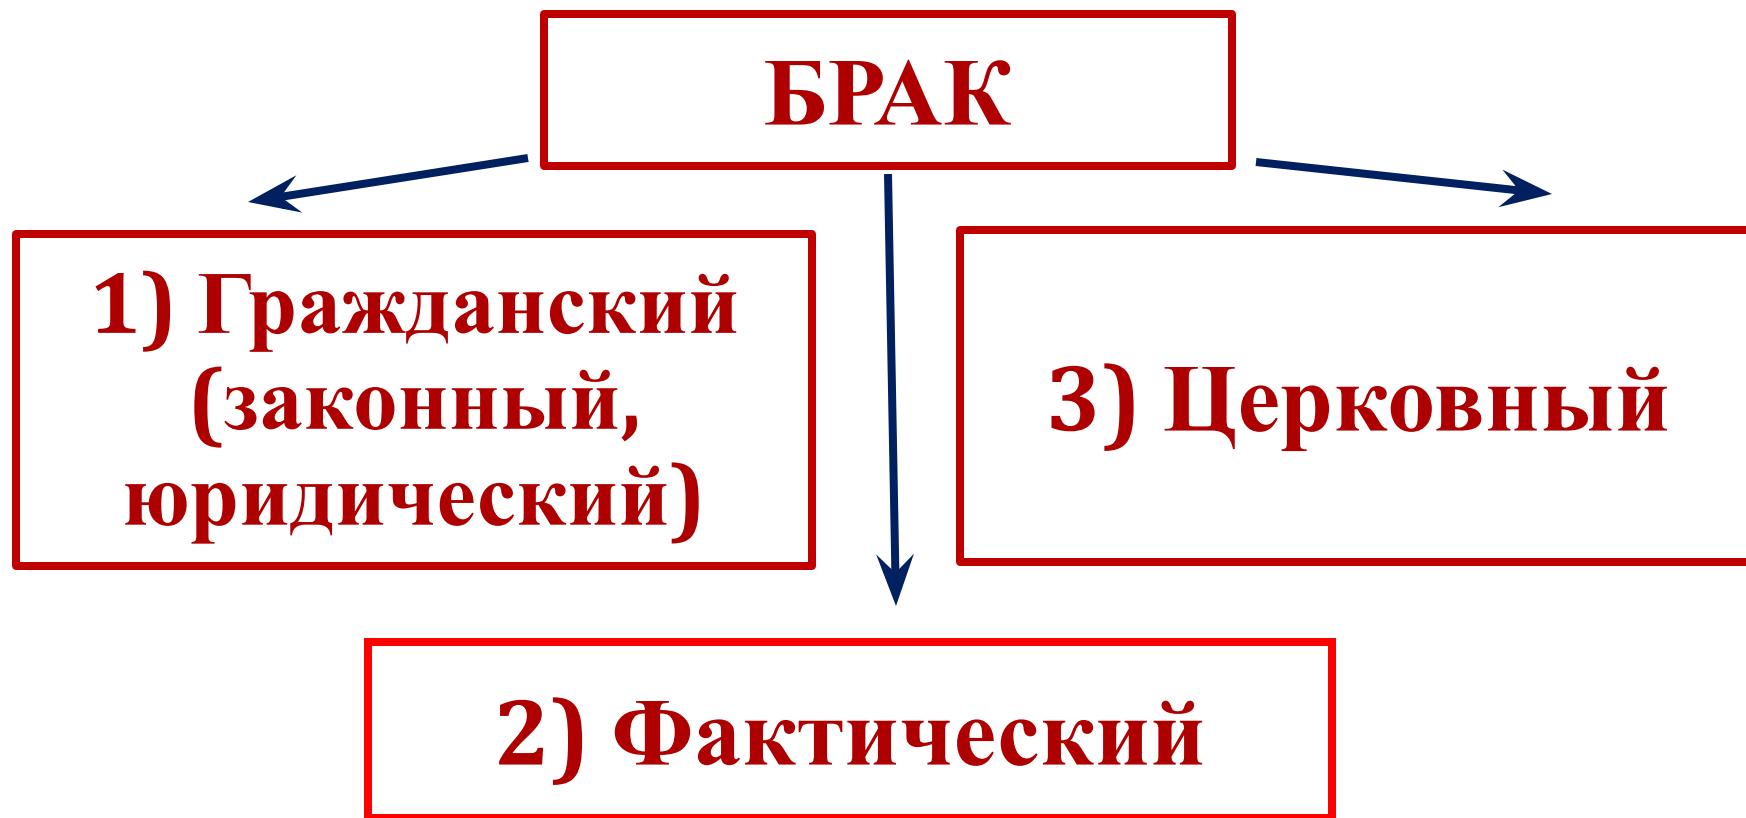 БРАК
1) Гражданский
(законный,
юридический)
3) Церковный
2) Фактический